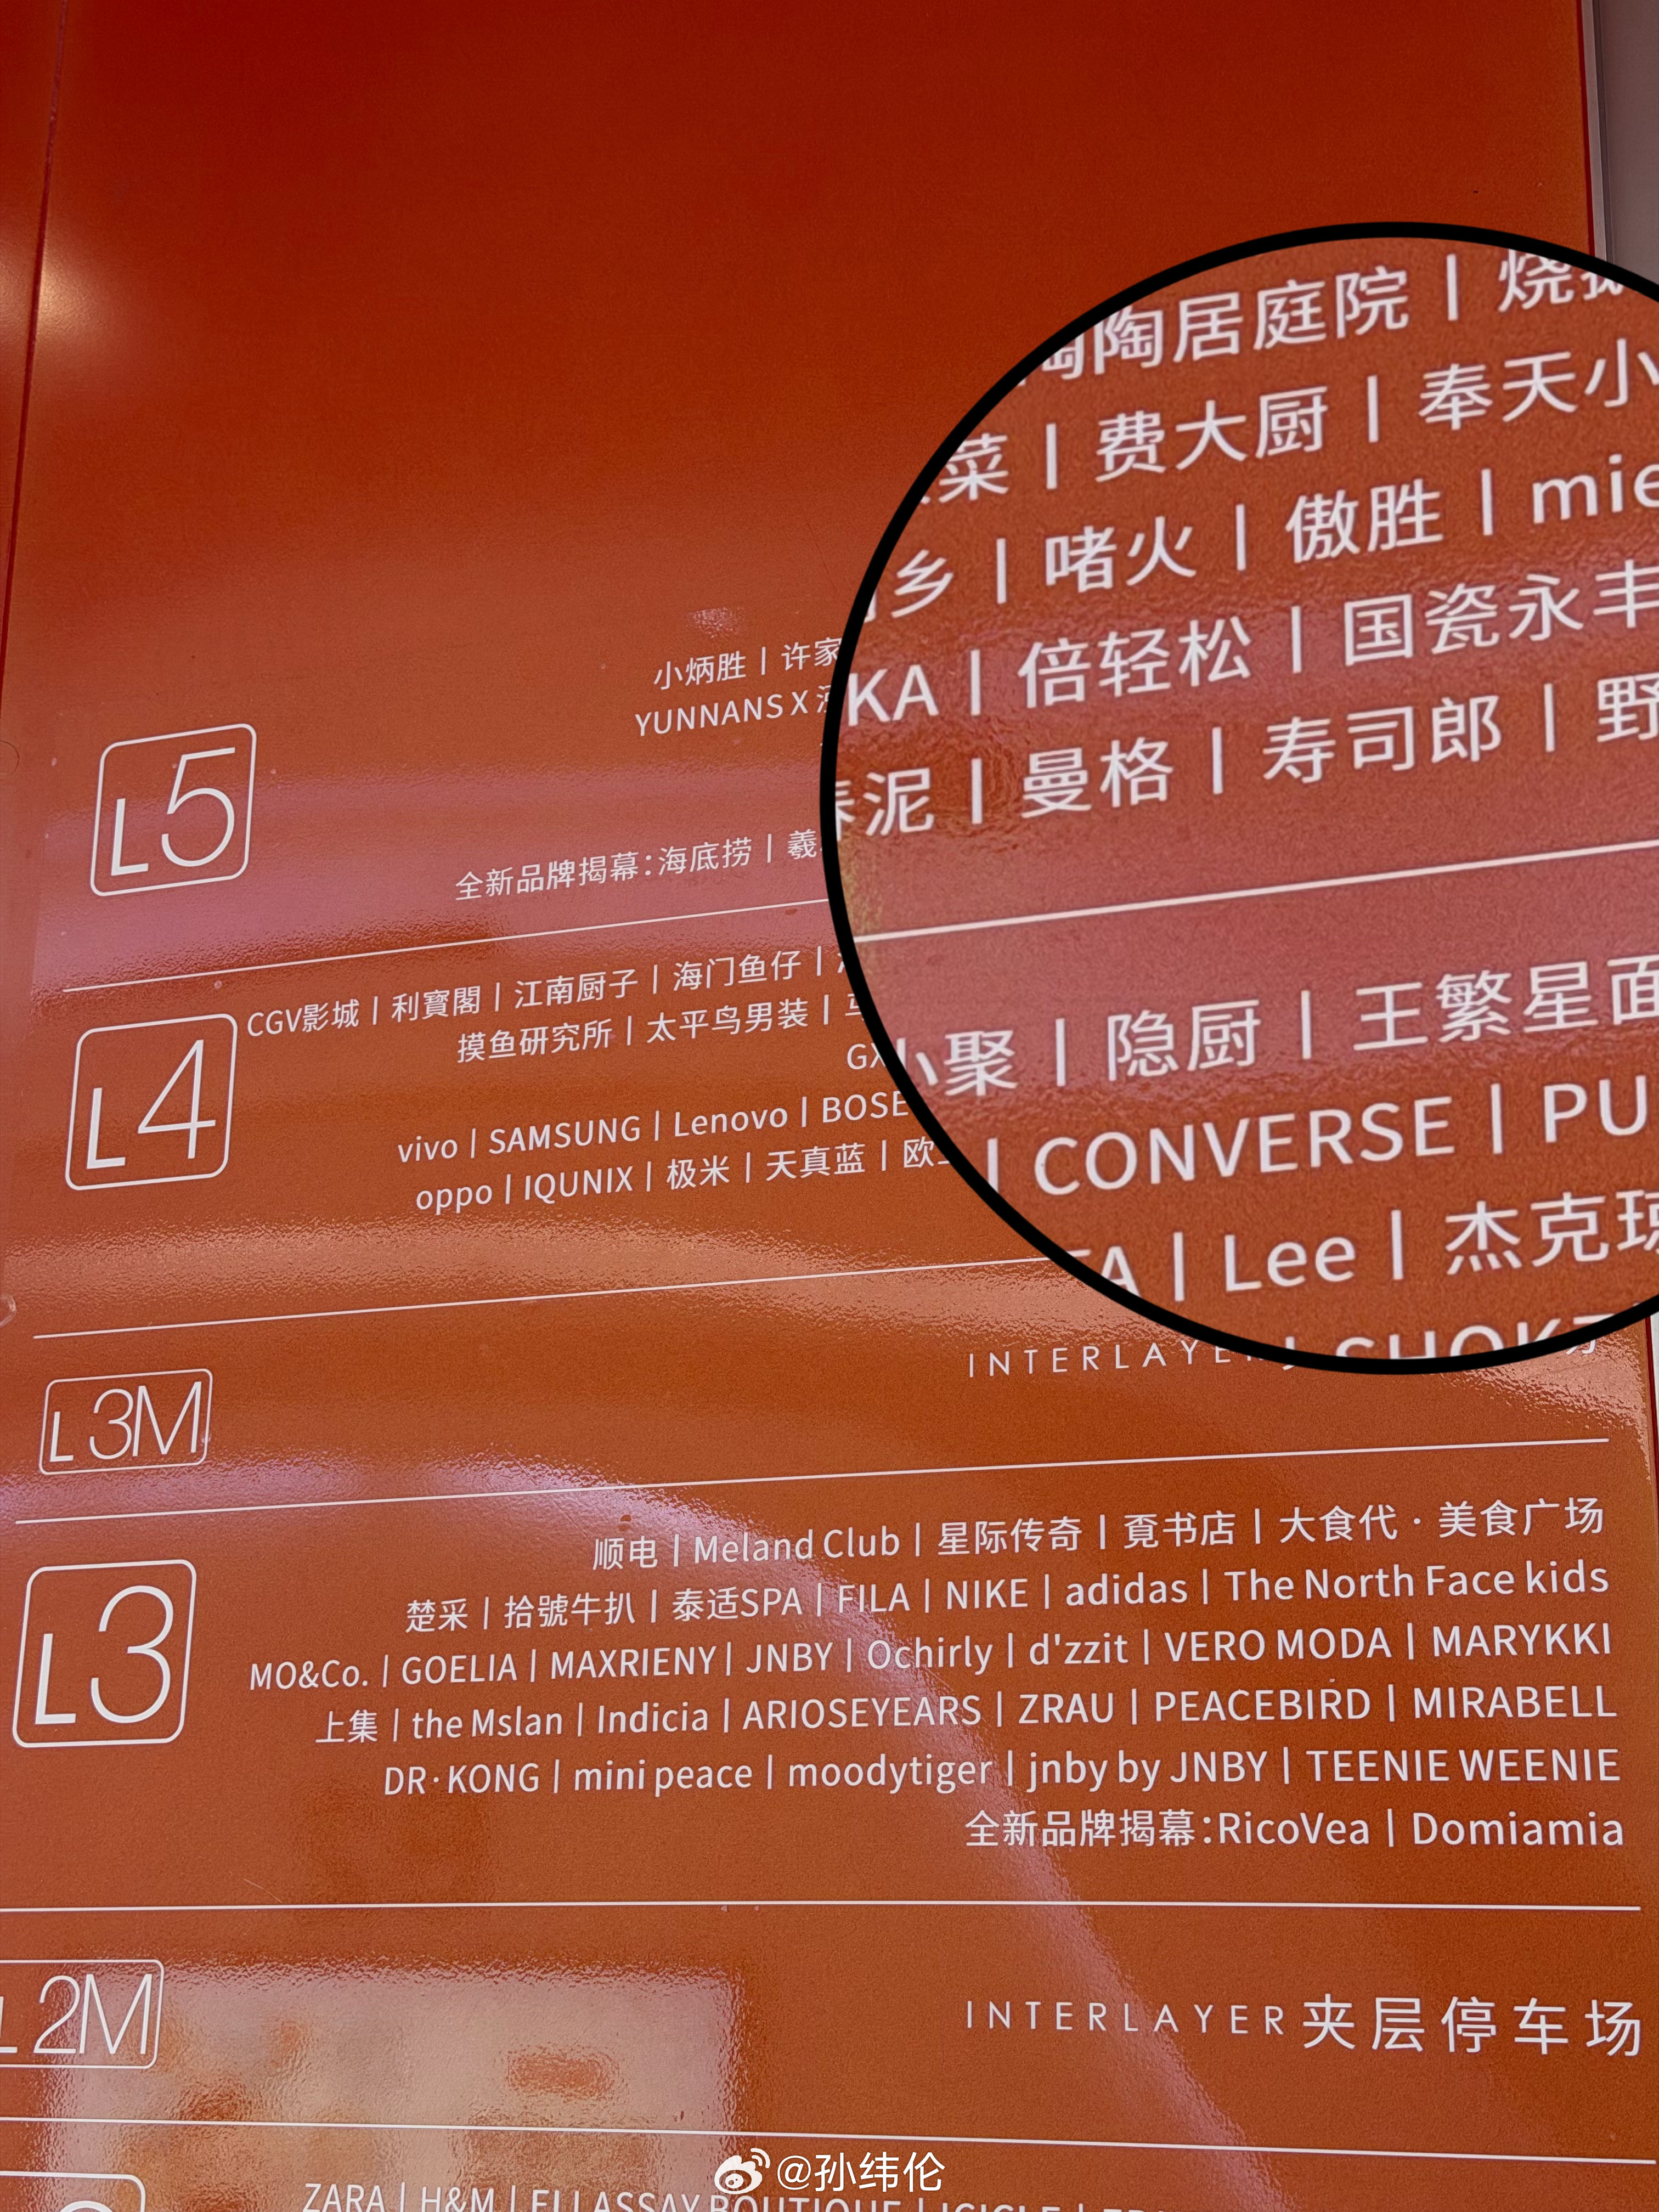 陶居庭院 | 烧
菜 | 费大厨 | 奉天小
乡 | 啫火 | 傲胜 | mie
KA | 倍轻松 | 国瓷永丰
泥 | 曼格 | 寿司郎 | 野
小聚 | 隐厨 | 王繁星面
| CONVERSE | PU
TA | Lee | 杰克琼
| SHOKZ
L5
小炳胜 | 许家
YUNNANS X
全新品牌揭幕:海底捞 | 羲
L4
CGV影城 | 利寳閣 | 江南厨子 | 海门鱼仔 |
摸鱼研究所 | 太平鸟男装 |
GX
vivo | SAMSUNG | Lenovo | BOSE
oppo | IQUNIX | 极米 | 天真蓝 | 欧
L3M
INTERLAYER
L3
顺电 | Meland Club | 星际传奇 | 覔书店 | 大食代·美食广场
楚采 | 拾號牛扒 | 泰适SPA | FILA | NIKE | adidas | The North Face kids
MO&Co. | GOELIA | MAXRIENY | JNBY | Ochirly | d'zzit | VERO MODA | MARYKKI
上集 | the Mslan | Indicia | ARIOSEYEARS | ZRAU | PEACEBIRD | MIRABELL
DR·KONG | mini peace | moodytiger | jnby by JNBY | TEENIE WEENIE
全新品牌揭幕:RicoVea | Domiamia
L2M
INTERLAYER 夹层停车场
ZARA | H&M | ELLASSAY BOUTIQUE | ICICLE |
@孙纬伦